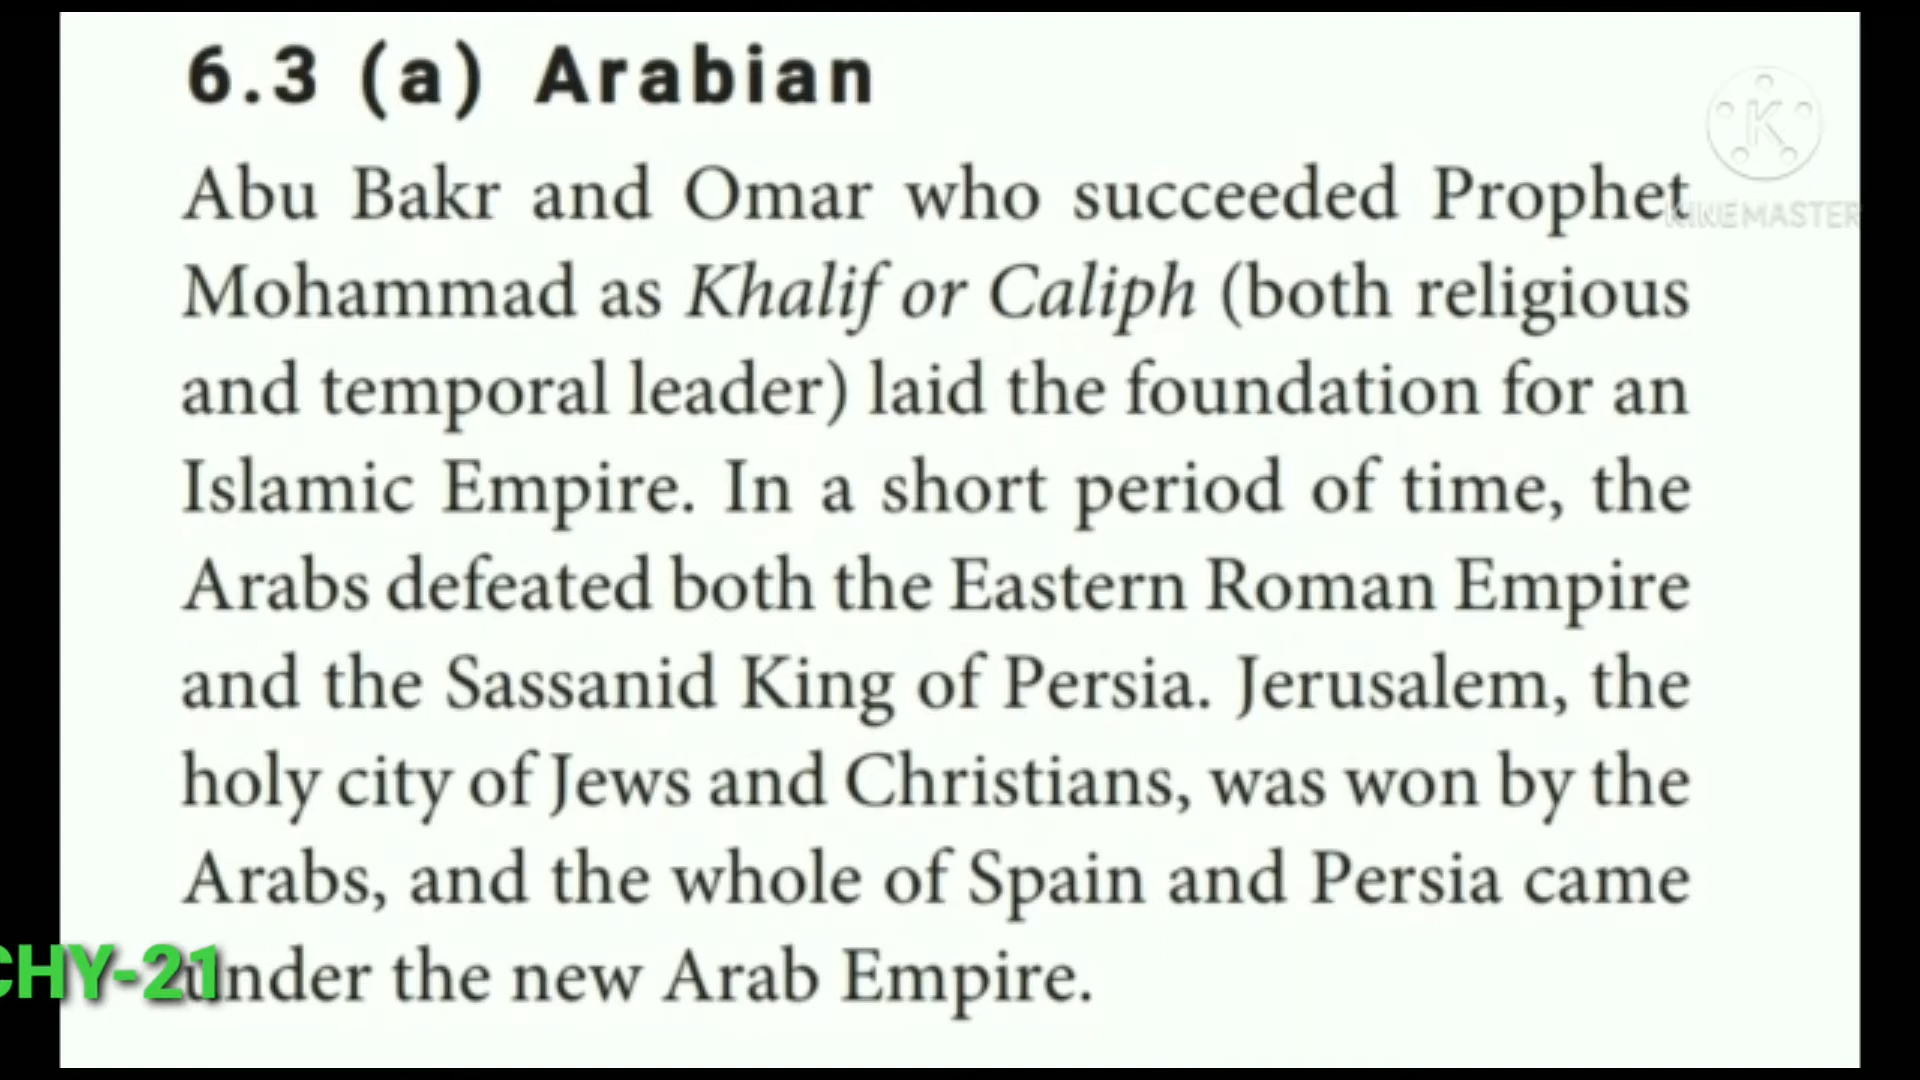 6.3 (a) Arabian
Abu Bakr and Omar who succeeded Prophet
Mohammad as Khalif or Caliph (both religious
and temporal leader) laid the foundation for an
Islamic Empire. In a short period of time, the
Arabs defeated both the Eastern Roman Empire
and the Sassanid King of Persia. Jerusalem, the
holy city of Jews and Christians, was won by the
Arabs, and the whole of Spain and Persia came
under the new Arab Empire.
K
KINEMASTER
CHY-21